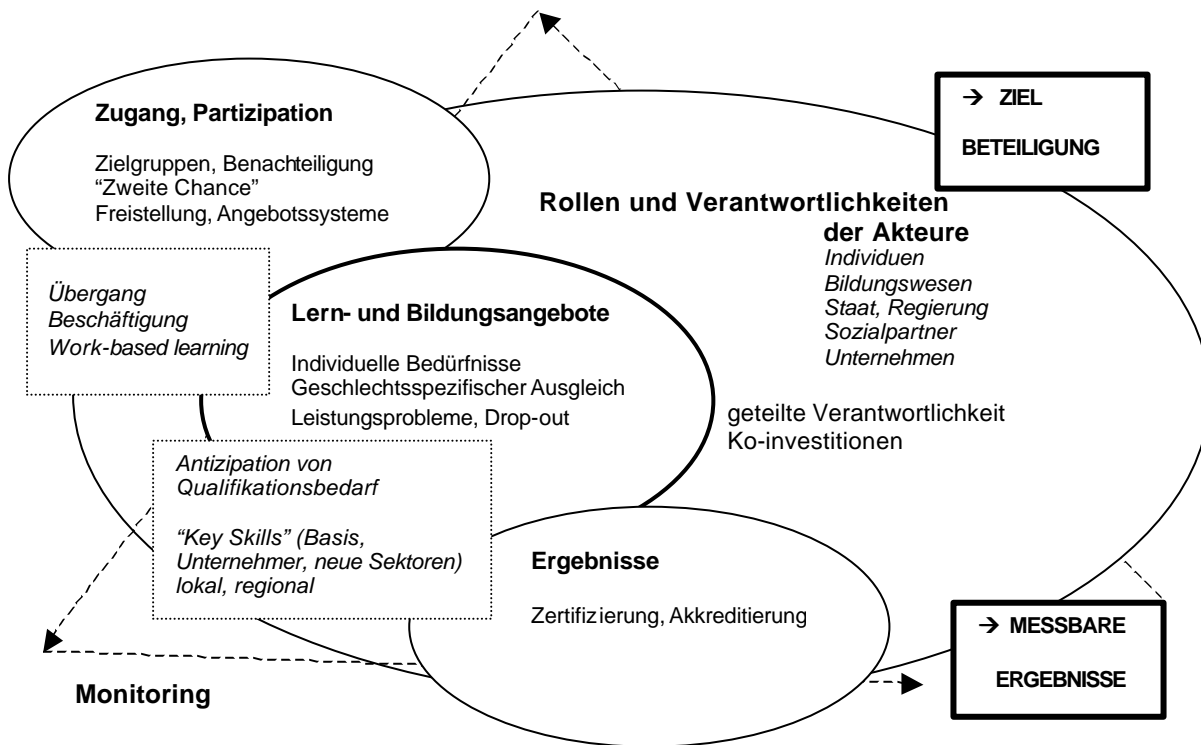 Zugang, Partizipation
Zielgruppen, Benachteiligung
“Zweite Chance”
Freistellung, Angebotssysteme
→ ZIEL
BETEILIGUNG
Rollen und Verantwortlichkeiten
der Akteure
Individuen
Bildungswesen
Staat, Regierung
Sozialpartner
Unternehmen
Übergang
Beschäftigung
Work-based learning
Lern- und Bildungsangebote
Individuelle Bedürfnisse
Geschlechtsspezifischer Ausgleich
Leistungsprobleme, Drop-out
geteilte Verantwortlichkeit
Ko-investitionen
Antizipation von
Qualifikationsbedarf
“Key Skills” (Basis,
Unternehmer, neue Sektoren)
lokal, regional
Ergebnisse
Zertifizierung, Akkreditierung
→ MESSBARE
ERGEBNISSE
Monitoring